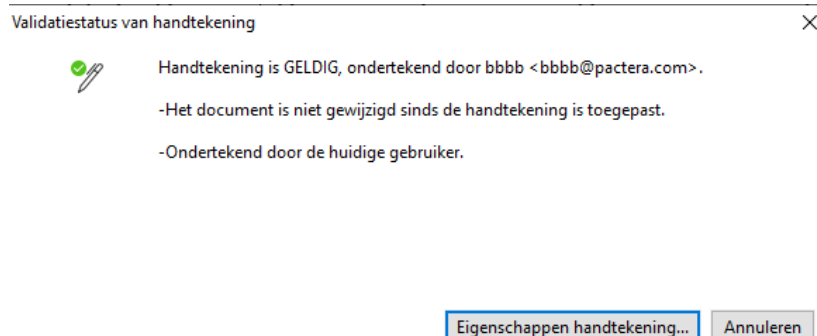 Validatiestatus van handtekening
Handtekening is GELDIG, ondertekend door bbbb <bbbb@pactera.com>.
-Het document is niet gewijzigd sinds de handtekening is toegepast.
-Ondertekend door de huidige gebruiker.
Eigenschappen handtekening... Annuleren